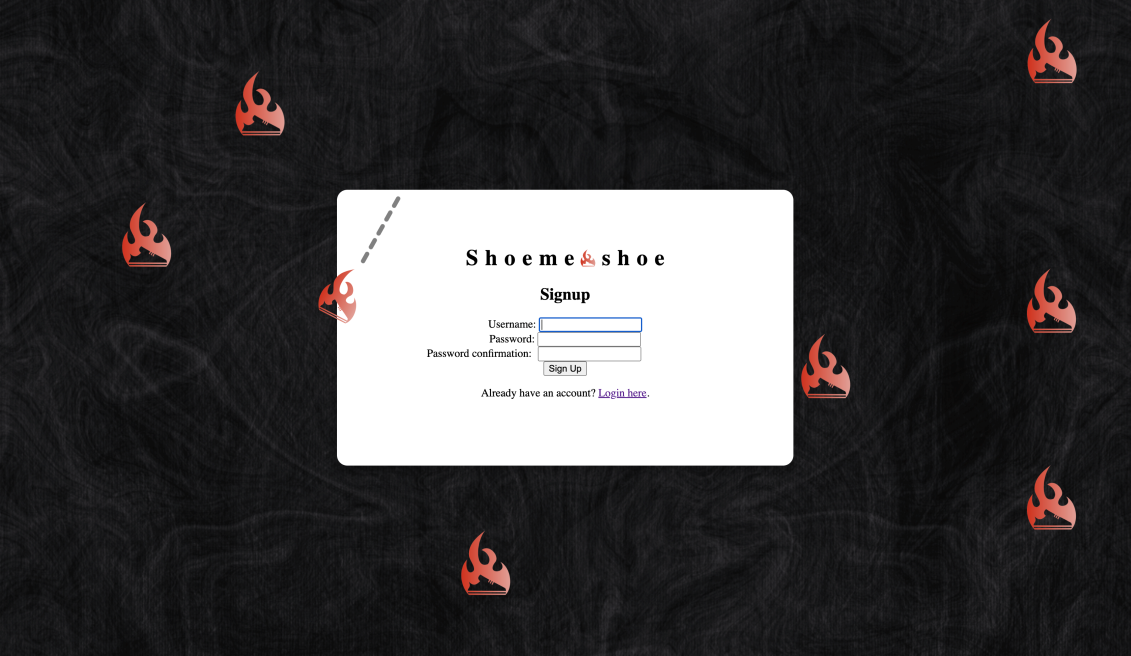 Shoeme shoe
Signup
Username:
Password:
Password confirmation:
Sign Up
Already have an account? Login here.